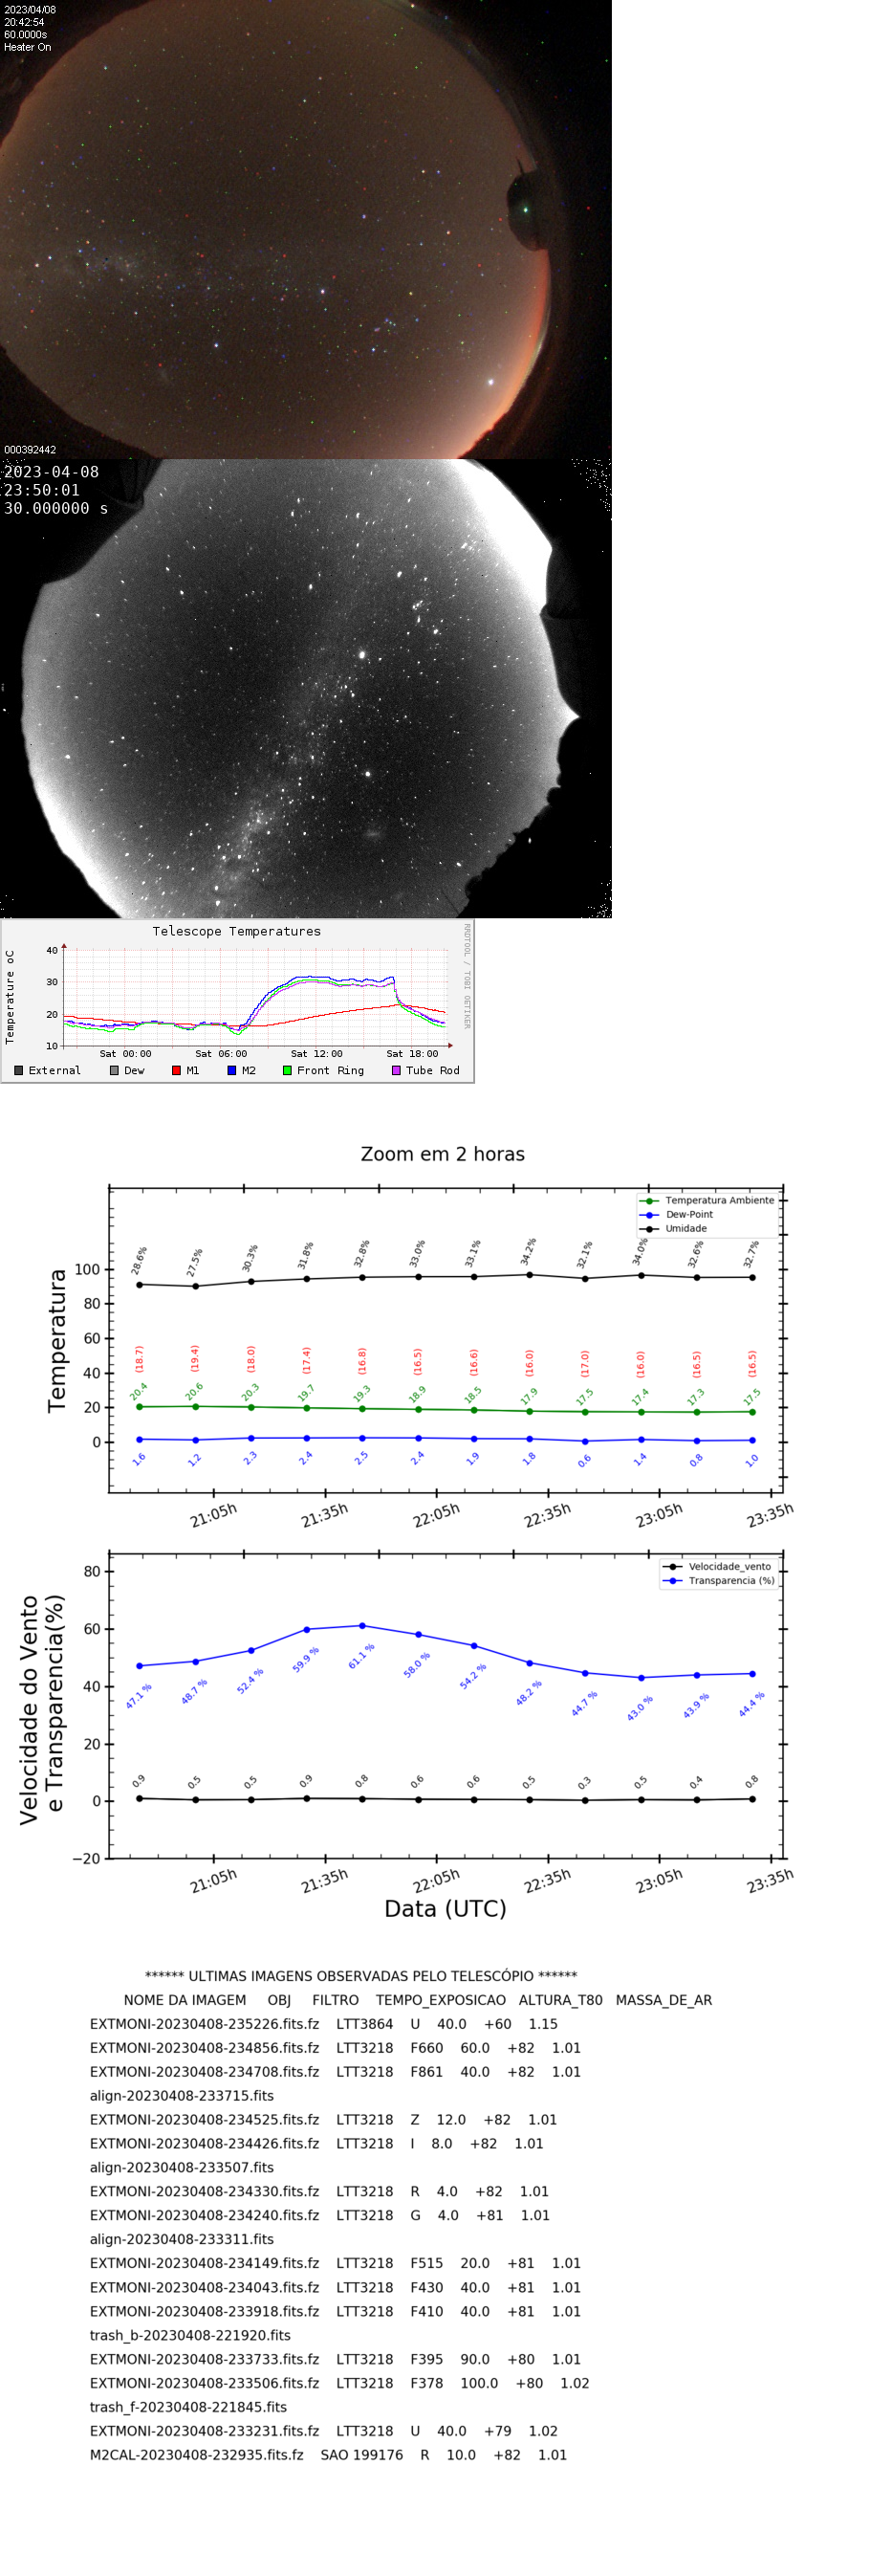 2023/04/08
20:42:54
60.0000s
Heater On
000392442
2023-04-08
23:50:01
30.000000 s
Telescope Temperatures
RRDTOOL / TOBI OETIKER
Temperature oC
40
30
20
10
Sat 00:00 Sat 06:00 Sat 12:00 Sat 18:00
External Dew M1 M2 Front Ring Tube Rod
Zoom em 2 horas
Temperatura Ambiente
Dew-Point
Umidade
Temperatura
100
80
60
40
20
0
28.6% 27.5% 30.3% 31.8% 32.8% 33.0% 33.1% 34.2% 32.1% 34.0% 32.6% 32.7%
(18.7) (19.4) (18.0) (17.4) (16.8) (16.5) (16.6) (16.0) (17.0) (16.0) (16.5) (16.5)
20.4 20.6 20.3 19.7 19.3 18.9 18.5 17.9 17.5 17.4 17.3 17.5
1.6 1.2 2.3 2.4 2.5 2.4 1.9 1.8 0.6 1.4 0.8 1.0
21:05h 21:35h 22:05h 22:35h 23:05h 23:35h
Velocidade_vento
Transparencia (%)
Velocidade do Vento
e Transparencia(%)
80
60
40
20
0
−20
47.1 % 48.7 % 52.4 % 59.9 % 61.1 % 58.0 % 54.2 % 48.2 % 44.7 % 43.0 % 43.9 % 44.4 %
0.9 0.5 0.5 0.9 0.8 0.6 0.6 0.5 0.3 0.5 0.4 0.8
21:05h 21:35h 22:05h 22:35h 23:05h 23:35h
Data (UTC)
****** ULTIMAS IMAGENS OBSERVADAS PELO TELESCÓPIO ******
NOME DA IMAGEM OBJ FILTRO TEMPO_EXPOSICAO ALTURA_T80 MASSA_DE_AR
EXTMONI-20230408-235226.fits.fz LTT3864 U 40.0 +60 1.15
EXTMONI-20230408-234856.fits.fz LTT3218 F660 60.0 +82 1.01
EXTMONI-20230408-234708.fits.fz LTT3218 F861 40.0 +82 1.01
align-20230408-233715.fits
EXTMONI-20230408-234525.fits.fz LTT3218 Z 12.0 +82 1.01
EXTMONI-20230408-234426.fits.fz LTT3218 I 8.0 +82 1.01
align-20230408-233507.fits
EXTMONI-20230408-234330.fits.fz LTT3218 R 4.0 +82 1.01
EXTMONI-20230408-234240.fits.fz LTT3218 G 4.0 +81 1.01
align-20230408-233311.fits
EXTMONI-20230408-234149.fits.fz LTT3218 F515 20.0 +81 1.01
EXTMONI-20230408-234043.fits.fz LTT3218 F430 40.0 +81 1.01
EXTMONI-20230408-233918.fits.fz LTT3218 F410 40.0 +81 1.01
trash_b-20230408-221920.fits
EXTMONI-20230408-233733.fits.fz LTT3218 F395 90.0 +80 1.01
EXTMONI-20230408-233506.fits.fz LTT3218 F378 100.0 +80 1.02
trash_f-20230408-221845.fits
EXTMONI-20230408-233231.fits.fz LTT3218 U 40.0 +79 1.02
M2CAL-20230408-232935.fits.fz SAO 199176 R 10.0 +82 1.01